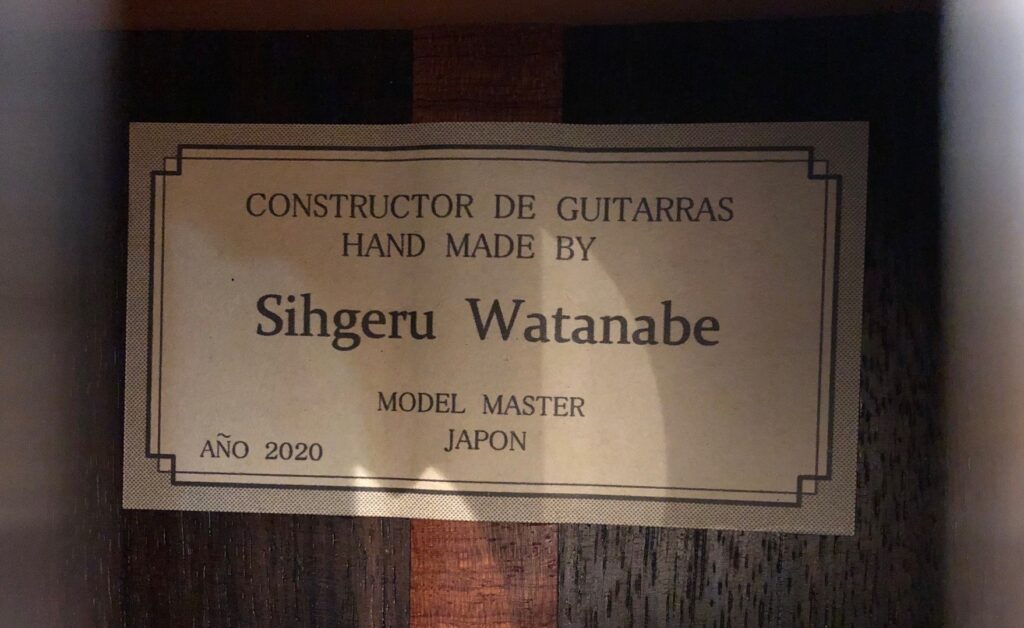 CONSTRUCTOR DE GUITARRAS
HAND MADE BY
Sihgeru Watanabe
MODEL MASTER
JAPON
AÑO 2020